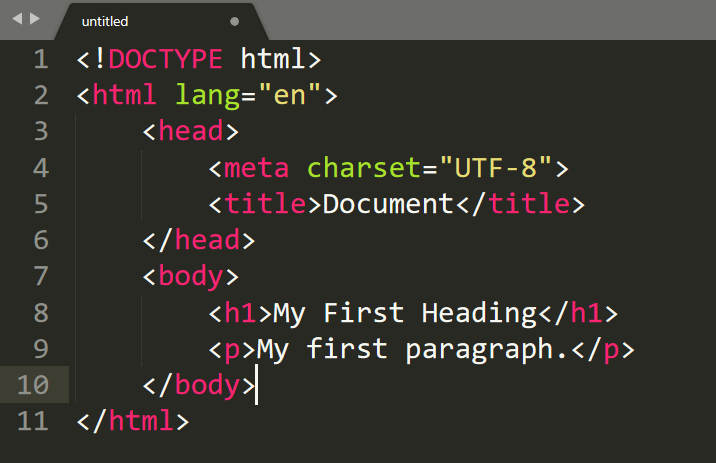 untitled
1 <!DOCTYPE html>
2 <html lang="en">
3     <head>
4         <meta charset="UTF-8">
5         <title>Document</title>
6     </head>
7     <body>
8         <h1>My First Heading</h1>
9         <p>My first paragraph.</p>
10     </body>
11 </html>